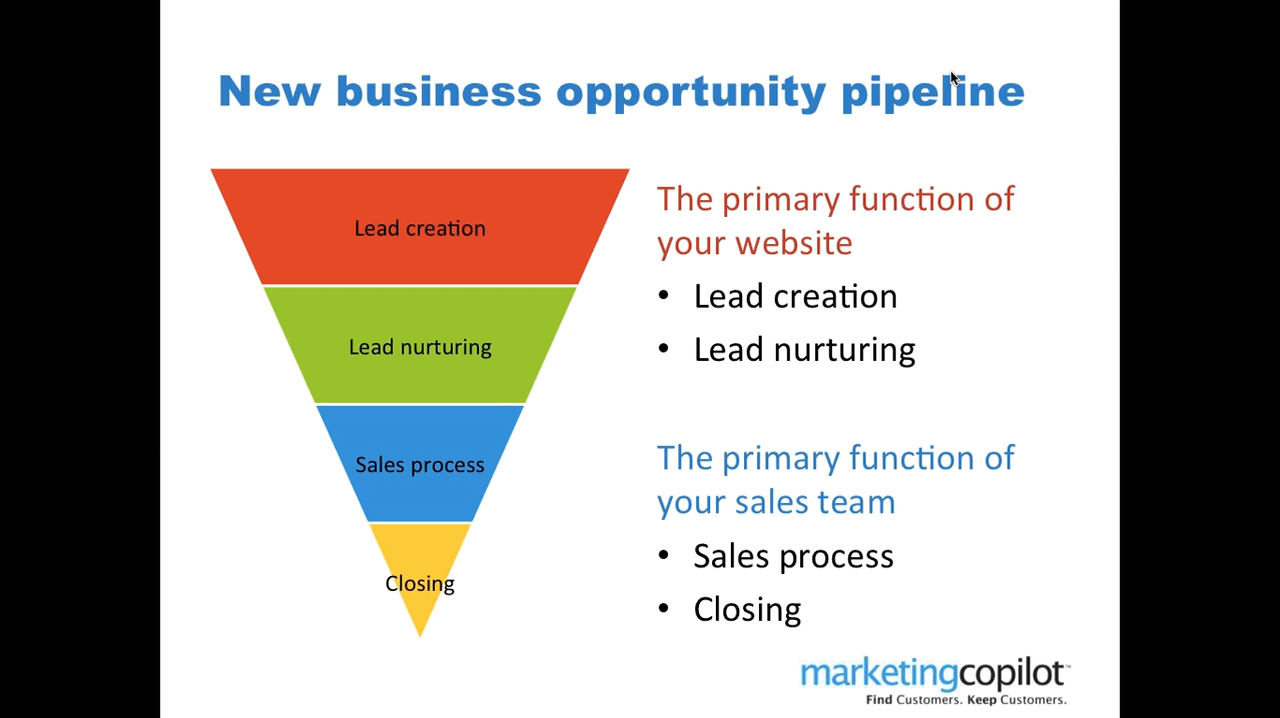 New business opportunity pipeline
Lead creation
Lead nurturing
Sales process
Closing
The primary function of
your website
• Lead creation
• Lead nurturing
The primary function of
your sales team
• Sales process
• Closing
marketingcopilot™
Find Customers. Keep Customers.